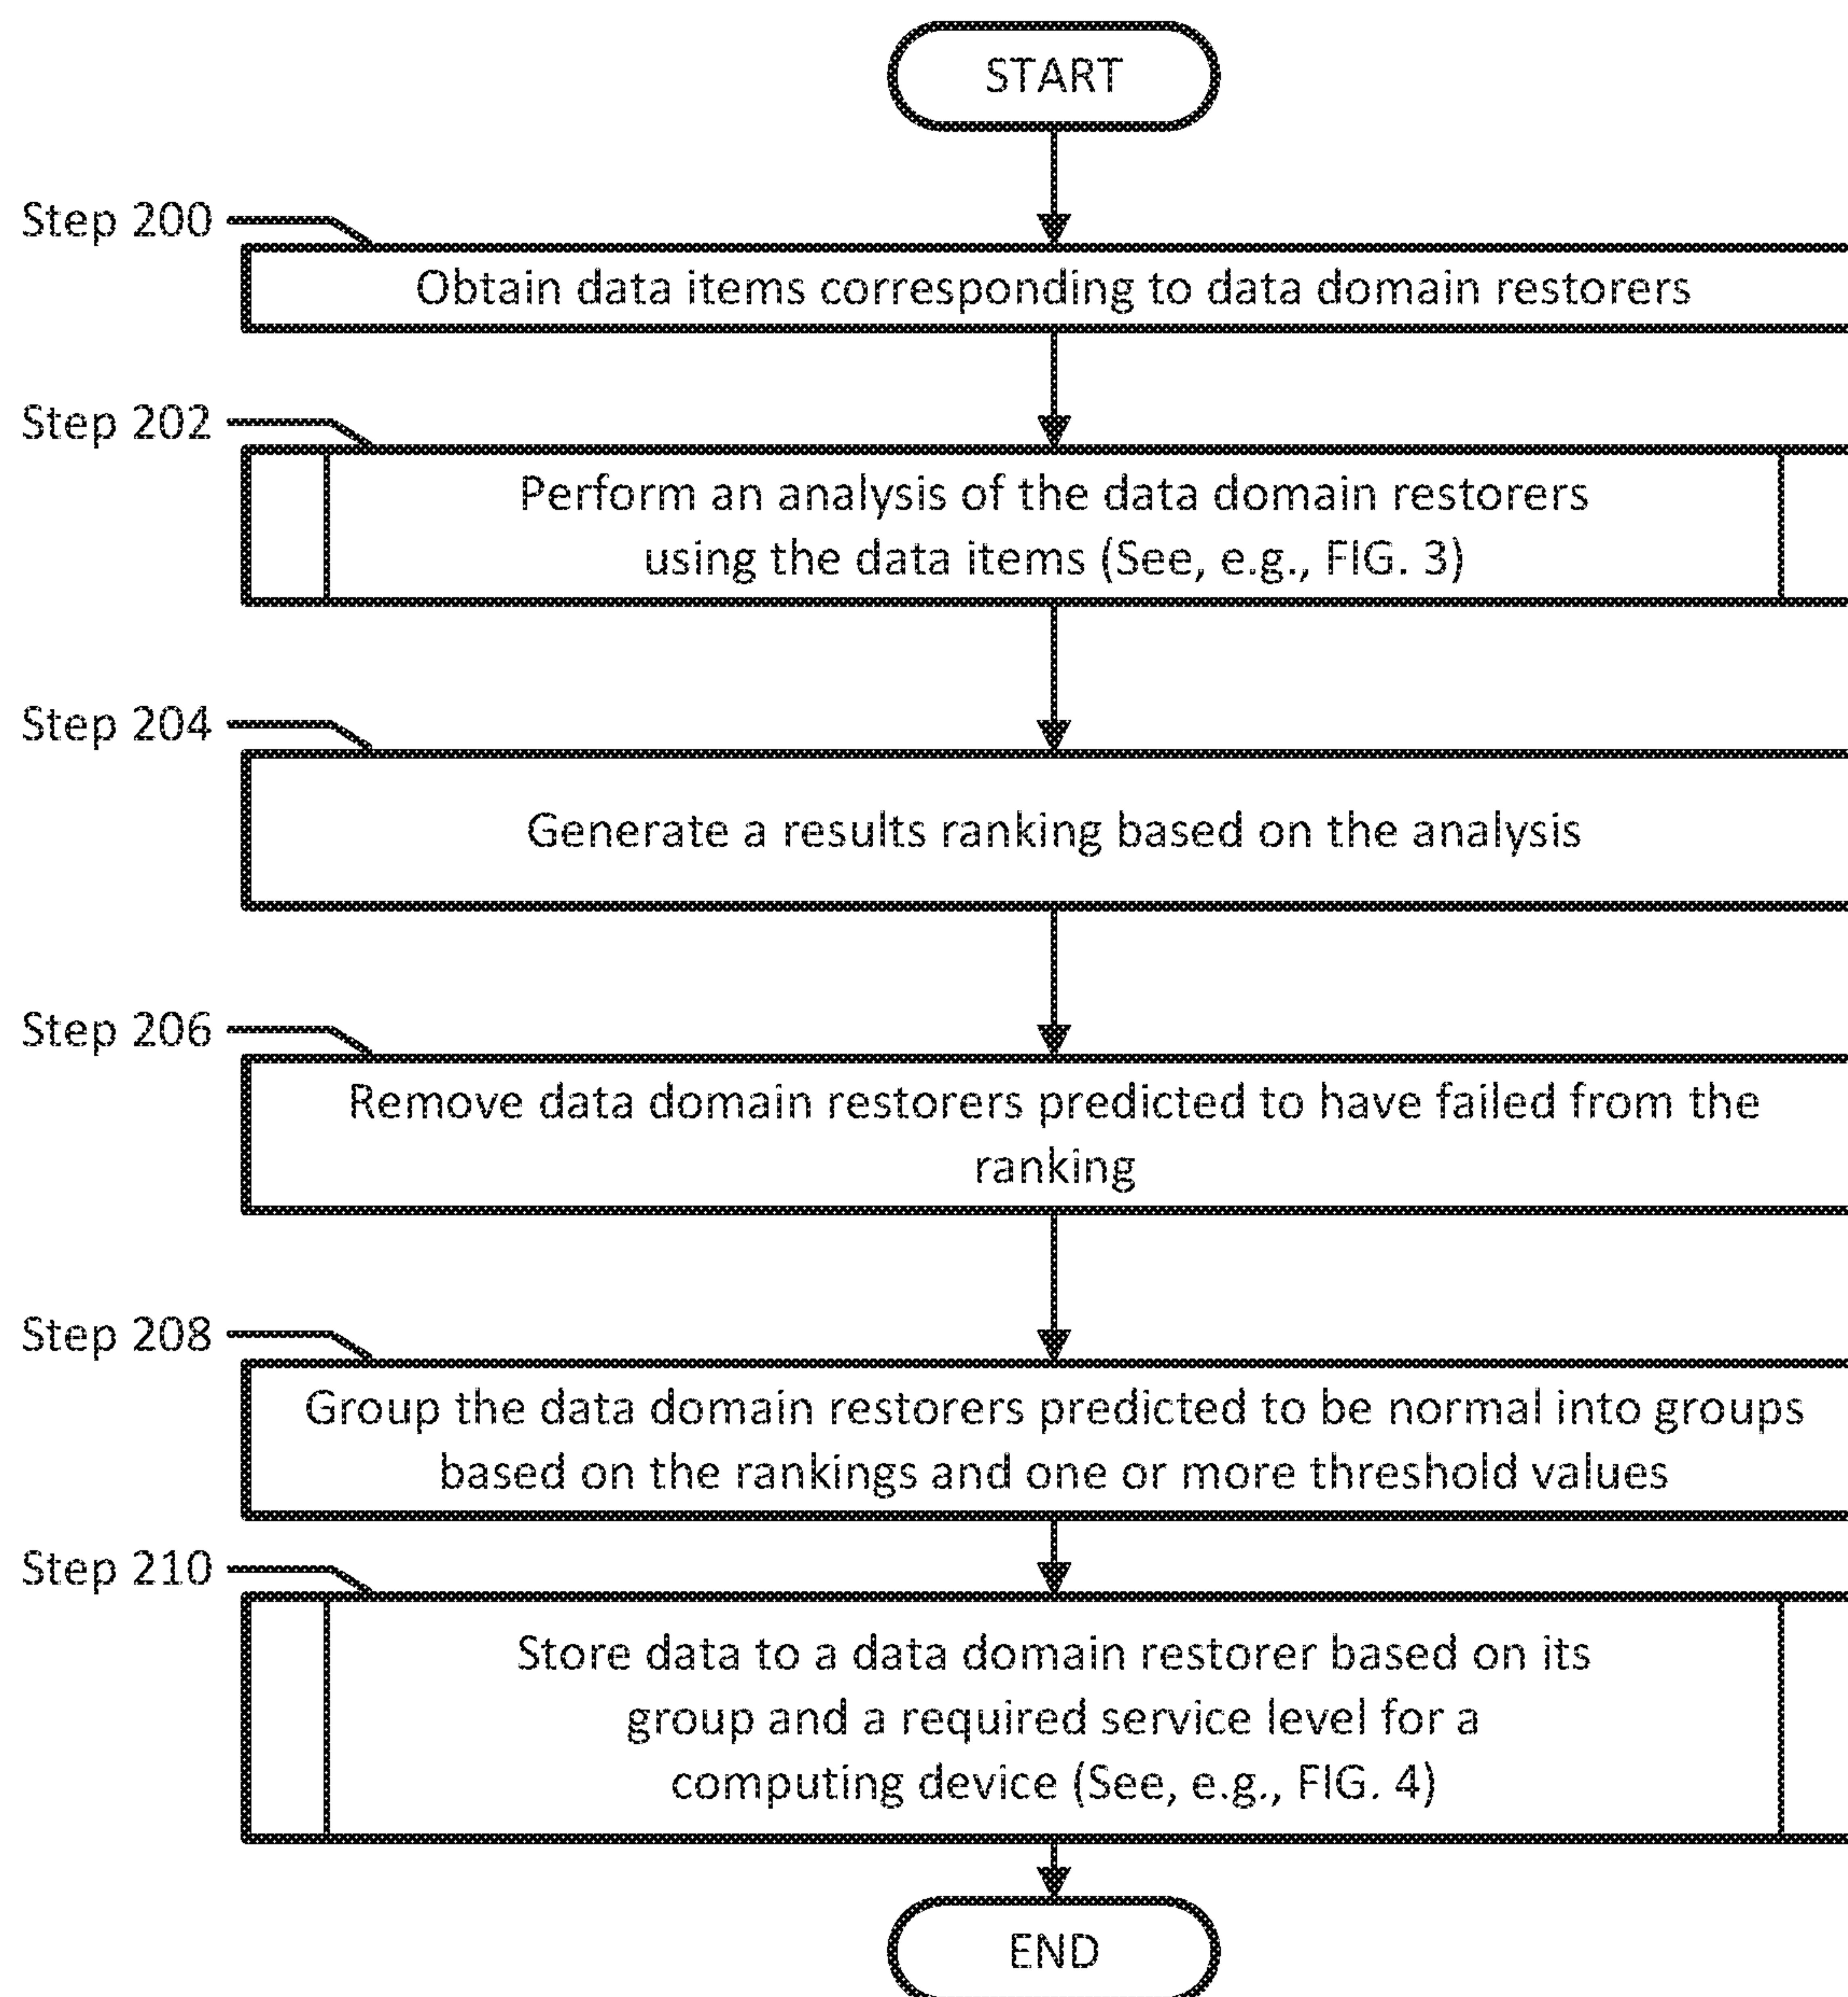 START
Step 200
Obtain data items corresponding to data domain restorers
Step 202
Perform an analysis of the data domain restorers
using the data items (See, e.g., FIG. 3)
Step 204
Generate a results ranking based on the analysis
Step 206
Remove data domain restorers predicted to have failed from the
ranking
Step 208
Group the data domain restorers predicted to be normal into groups
based on the rankings and one or more threshold values
Step 210
Store data to a data domain restorer based on its
group and a required service level for a
computing device (See, e.g., FIG. 4)
END